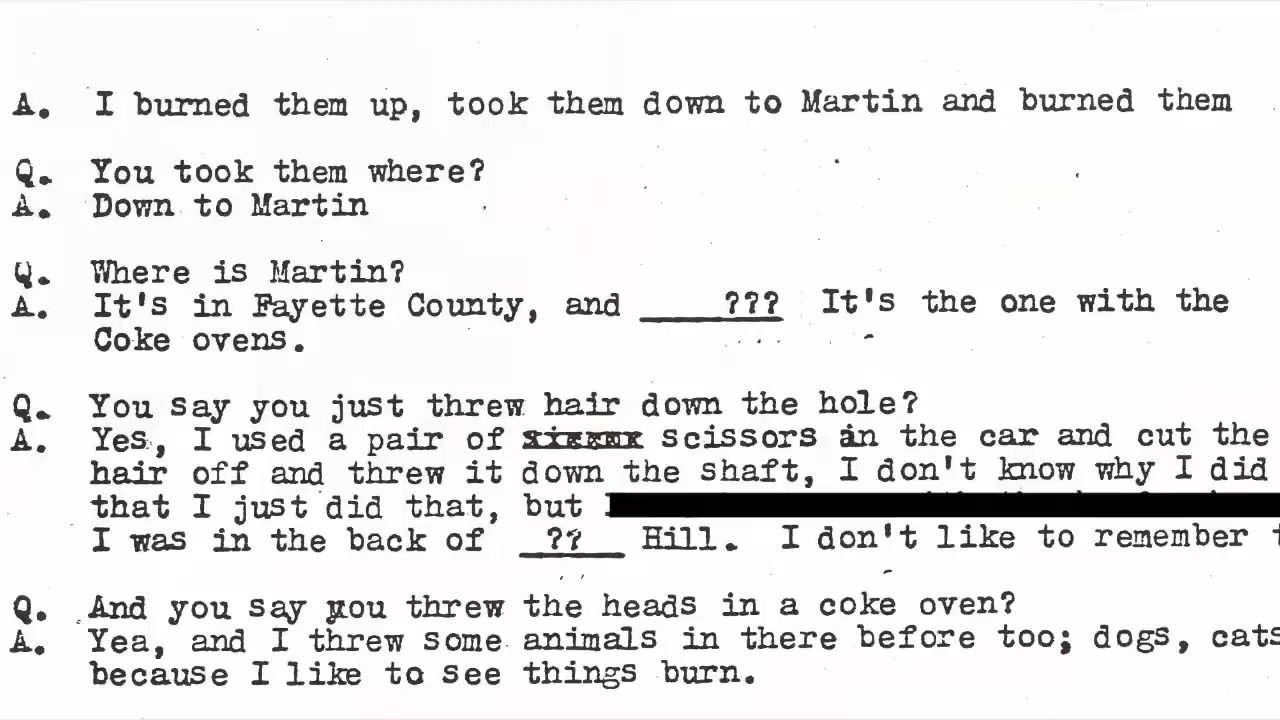 A. I burned them up, took them down to Martin and burned them
Q. You took them where?
A. Down to Martin
Q. Where is Martin?
A. It's in Fayette County, and ??? It's the one with the
Coke ovens.
Q. You say you just threw hair down the hole?
A. Yes, I used a pair of scissors in the car and cut the
hair off and threw it down the shaft, I don't know why I did
that I just did that, but
I was in the back of ?? Hill. I don't like to remember
Q. And you say you threw the heads in a coke oven?
A. Yea, and I threw some animals in there before too; dogs, cats
because I like to see things burn.